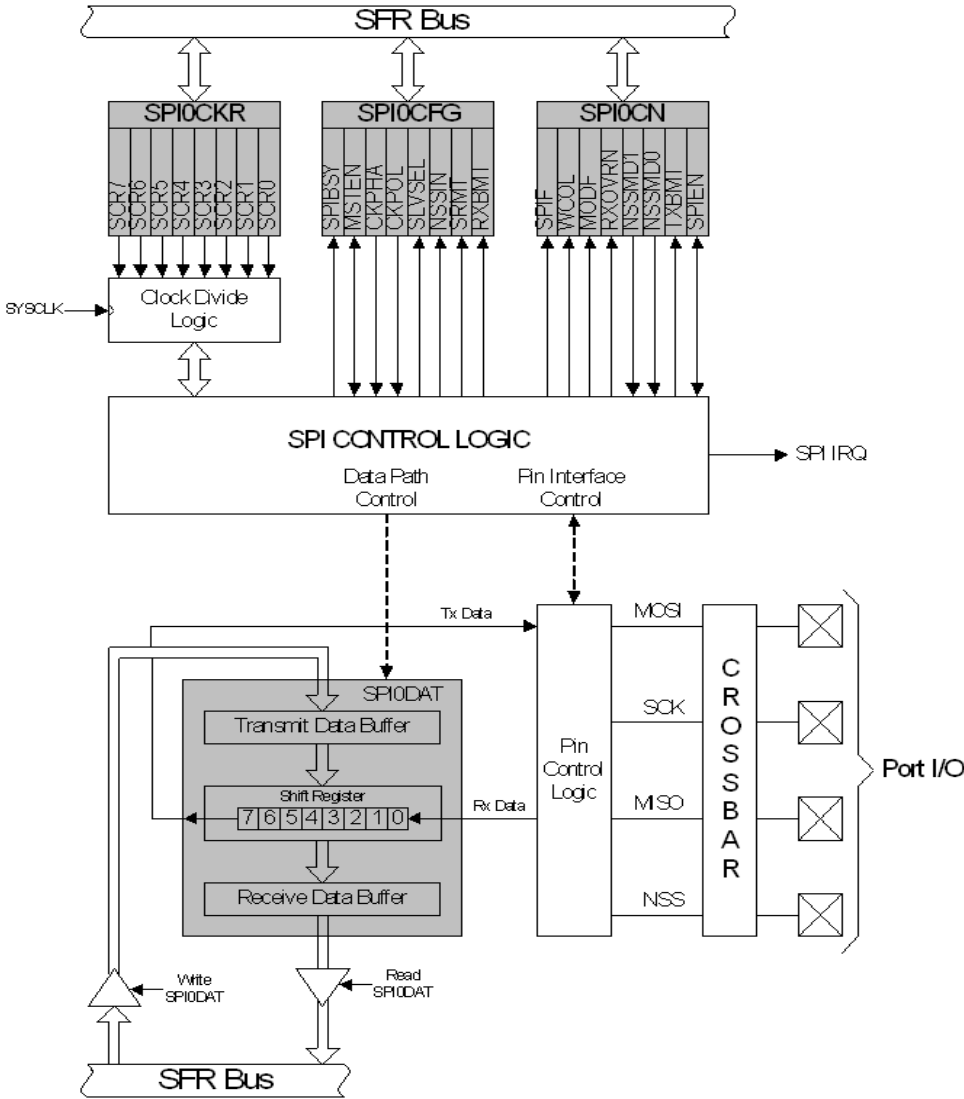 SFR Bus
SPI0CKR
SPI0CFG
SPI0CN
SCR7
SCR6
SCR5
SCR4
SCR3
SCR2
SCR1
SCR0
SPIBSY
MSTEN
CKPHA
CKPOL
SLVSEL
NSSIN
SRMT
RXBMT
SPIF
WCOL
MODF
RXOVRN
NSSMD1
NSSMD0
TXBMT
SPIEN
SYSCLK
Clock Divide
Logic
SPI CONTROL LOGIC
Data Path
Control
Pin Interface
Control
SPI IRQ
Tx Data
MOSI
SPI0DAT
Transmit Data Buffer
SCK
Shift Register
7 6 5 4 3 2 1 0
Rx Data
Pin
Control
Logic
MISO
CROSSBAR
Port I/O
Receive Data Buffer
NSS
Write
SPI0DAT
Read
SPI0DAT
SFR Bus